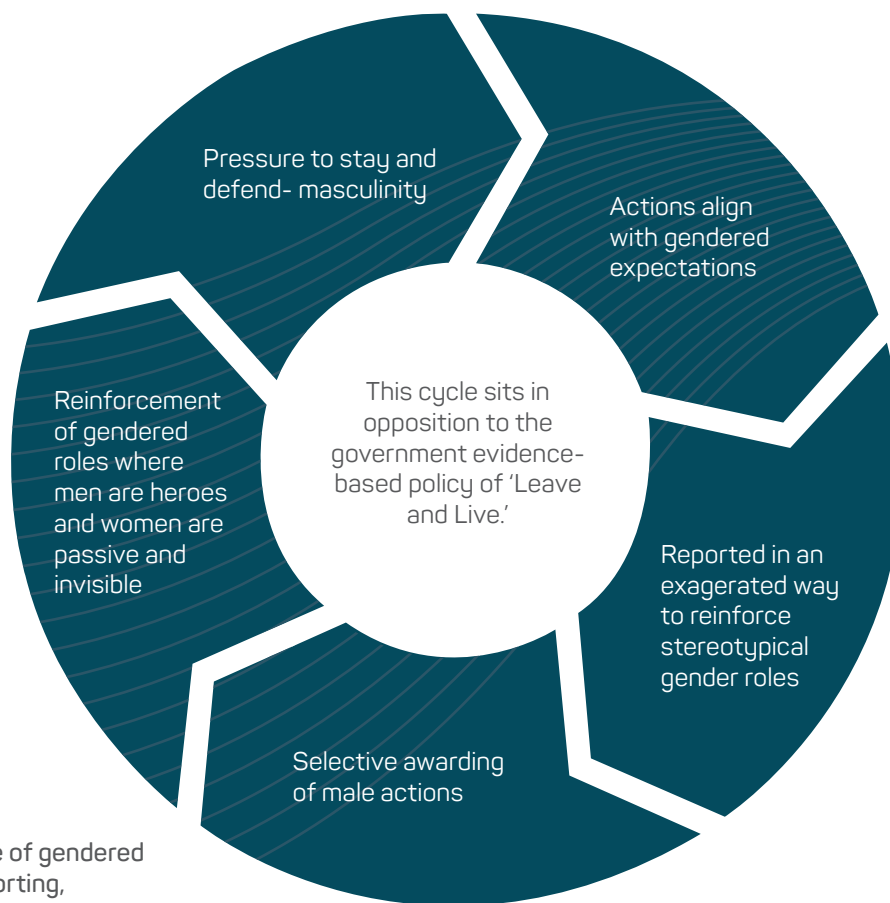 Pressure to stay and
defend- masculinity
Actions align
with gendered
expectations
Reported in an
exagerated way
to reinforce
stereotypical
gender roles
Selective awarding
of male actions
Reinforcement
of gendered
roles where
men are heroes
and women are
passive and
invisible
This cycle sits in
opposition to the
government evidence-
based policy of ‘Leave
and Live.’
of gendered